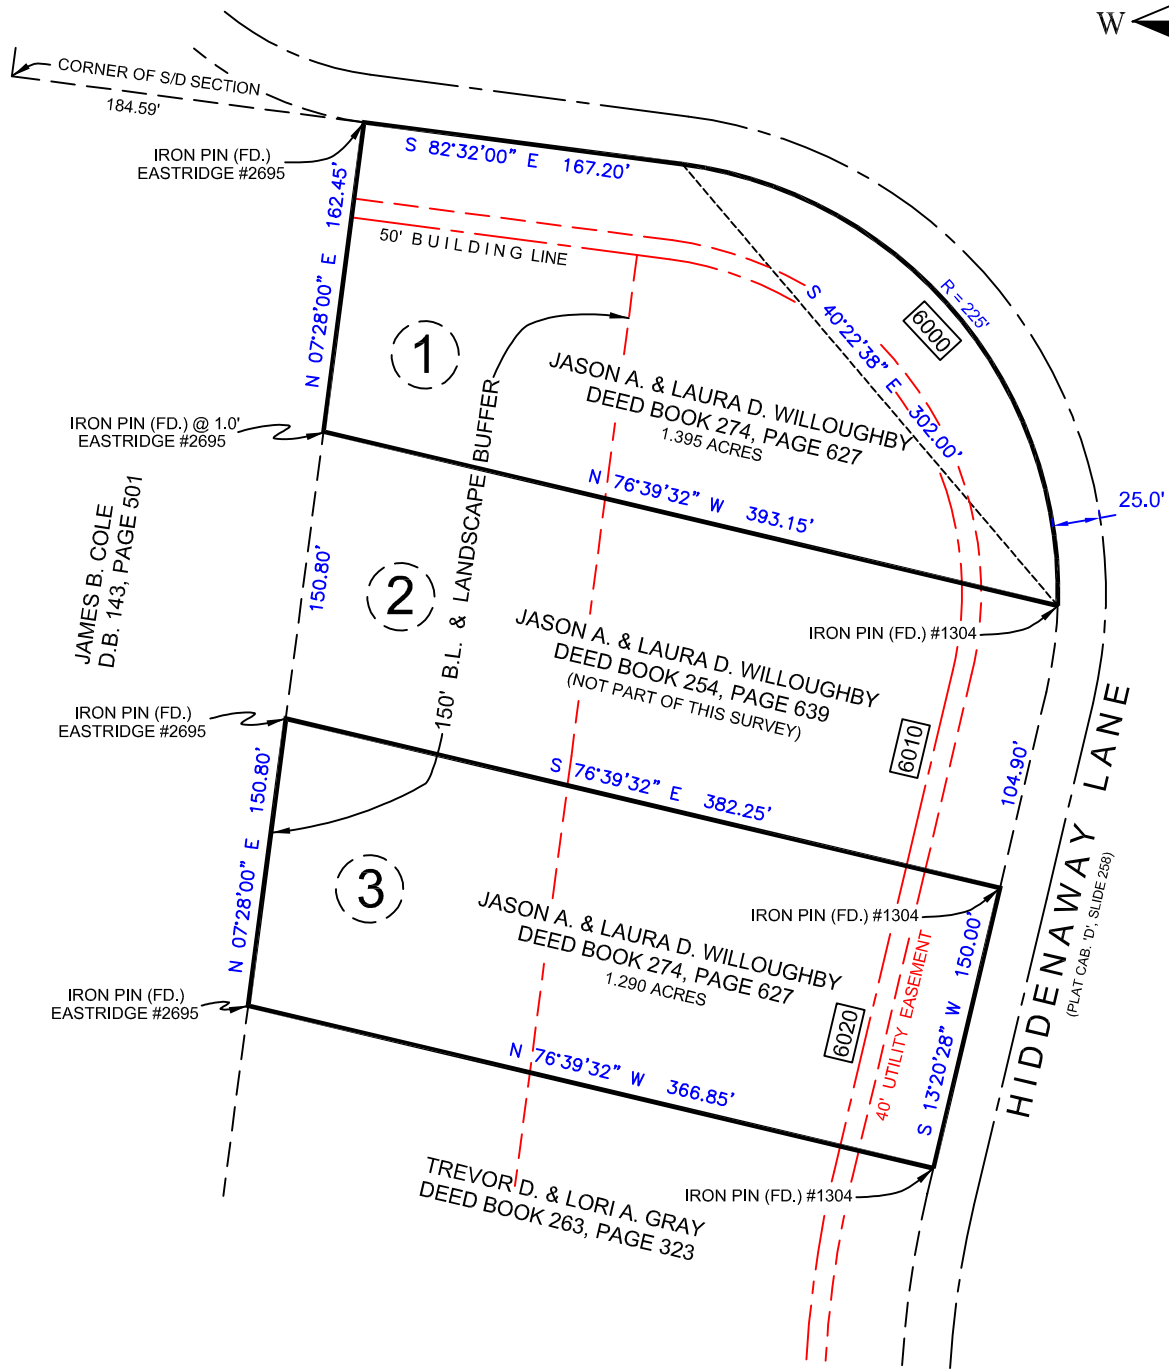 W
CORNER OF S/D SECTION
184.59'
IRON PIN (FD.)
EASTRIDGE #2695
S 82°32'00" E 167.20'
N 07°28'00" E 162.45'
50' BUILDING LINE
R = 225'
6000
S 40°22'38" E 302.00'
1
JASON A. & LAURA D. WILLOUGHBY
DEED BOOK 274, PAGE 627
1.395 ACRES
IRON PIN (FD.) @ 1.0'
EASTRIDGE #2695
N 76°39'32" W 393.15'
25.0'
JAMES B. COLE
D.B. 143, PAGE 501
150' B.L. & LANDSCAPE BUFFER
150.80'
2
JASON A. & LAURA D. WILLOUGHBY
DEED BOOK 254, PAGE 639
(NOT PART OF THIS SURVEY)
IRON PIN (FD.) #1304
IRON PIN (FD.)
EASTRIDGE #2695
6010
104.90'
HIDDENAWAY LANE
(PLAT CAB. 'D', SLIDE 258)
S 76°39'32" E 382.25'
N 07°28'00" E 150.80'
3
JASON A. & LAURA D. WILLOUGHBY
DEED BOOK 274, PAGE 627
1.290 ACRES
IRON PIN (FD.) #1304
S 13°20'28" W 150.00'
40' UTILITY EASEMENT
6020
IRON PIN (FD.)
EASTRIDGE #2695
N 76°39'32" W 366.85'
IRON PIN (FD.) #1304
TREVOR D. & LORI A. GRAY
DEED BOOK 263, PAGE 323